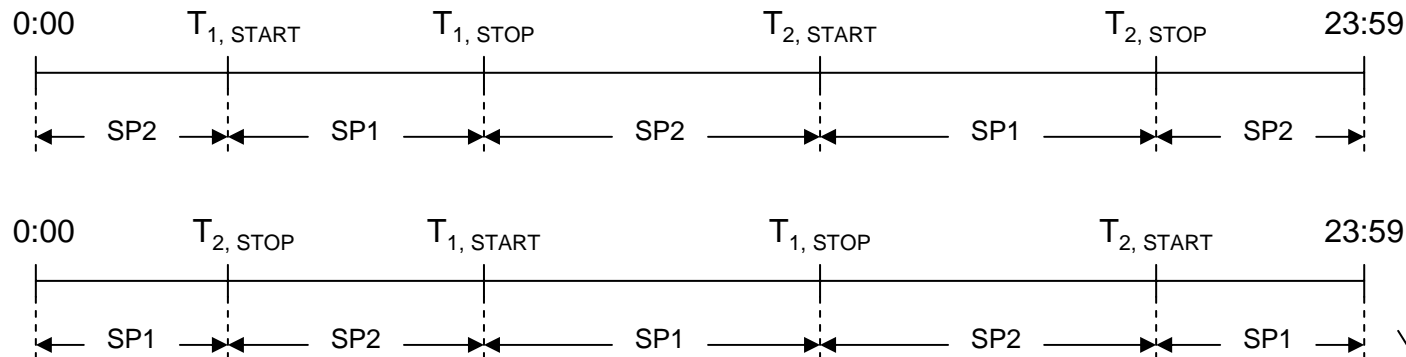 0:00 T1, START T1, STOP T2, START T2, STOP 23:59
SP2 SP1 SP2 SP1 SP2
0:00 T2, STOP T1, START T1, STOP T2, START 23:59
SP1 SP2 SP1 SP2 SP1